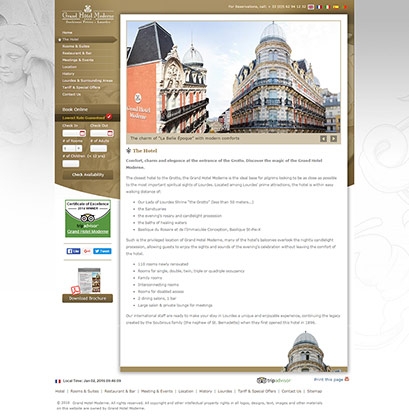 For Reservations, call: + 33 (0)5 62 94 12 32
Grand Hotel Moderne
Home
The Hotel
Rooms & Suites
Restaurant & Bar
Meetings & Events
Location
History
Lourdes & Surrounding Areas
Tariff & Special Offers
Contact Us
Book Online
Lowest Rate Guaranteed
Check In
Check Out
# of Rooms
# of Adults
# of Children (< 12 yrs)
Check Availability
Certificate of Excellence
2014 WINNER
tripadvisor
Grand Hotel Moderne
Like
Share
Tweet
Download Brochure
Grand Hôtel
Moderne
The charm of "La Belle Époque" with modern comforts
The Hotel
Comfort, charm and elegance at the entrance of the Grotto. Discover the magic of the Grand Hotel
Moderne.
The closest hotel to the Grotto, the Grand Hotel Moderne is the ideal base for pilgrims looking to be as close as possible
to the most important spiritual sights of Lourdes. Located among Lourdes' prime attractions; the hotel is within easy
walking distance of:
Our Lady of Lourdes Shrine "the Grotto" (less than 50 meters...)
the Sanctuaries
the evening's rosary and candlelight procession
the baths of healing waters
Basilique du Rosaire et de l'Immaculée Conception, Basilique St-Pie X
Such is the privileged location of Grand Hotel Moderne, many of the hotel's balconies overlook the nightly candlelight
procession, allowing guests to enjoy the sights and sounds of the evening's celebration without leaving the comfort of
the hotel.
110 rooms newly renovated
Rooms for single, double, twin, triple or quadruple occupancy
Family rooms
Interconnecting rooms
Rooms for disabled access
2 dining salons, 1 bar
Large salon & private lounge for meetings
Our international staff are ready to make your stay in Lourdes a unique and enjoyable experience, continuing the legacy
created by the Soubirous family (the nephew of St. Bernadette) when they first opened this hotel in 1896.
Local Time: Jan 02, 2016 05:46:08
tripadvisor
Print this page
Home | The Hotel | Rooms & Suites | Restaurant & Bar | Meeting & Events | Location | History | Lourdes & Surroundings | Tariff & Special Offers | Contact Us
© 2016 Grand Hotel Moderne. All rights reserved. All copyright and other intellectual property rights in all logos, designs, text, images and other materials
on the website are owned by Grand Hotel Moderne.